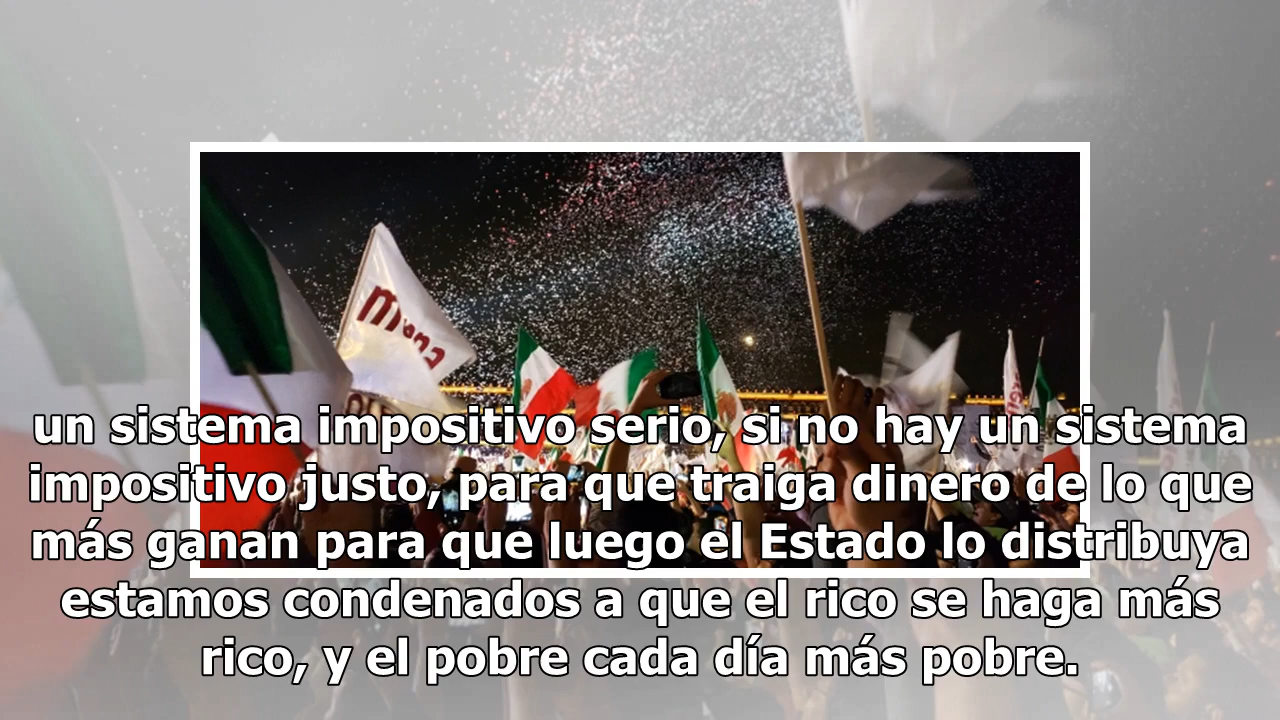 morena
un sistema impositivo serio, si no hay un sistema
impositivo justo, para que traiga dinero de lo que
más ganan para que luego el Estado lo distribuya
estamos condenados a que el rico se haga más
rico, y el pobre cada día más pobre.